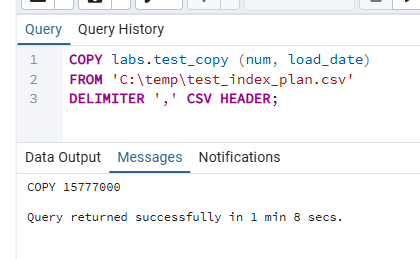 Query Query History
1 COPY labs.test_copy (num, load_date)
2 FROM 'C:\temp\test_index_plan.csv'
3 DELIMITER ',' CSV HEADER;
Data Output Messages Notifications
COPY 15777000
Query returned successfully in 1 min 8 secs.